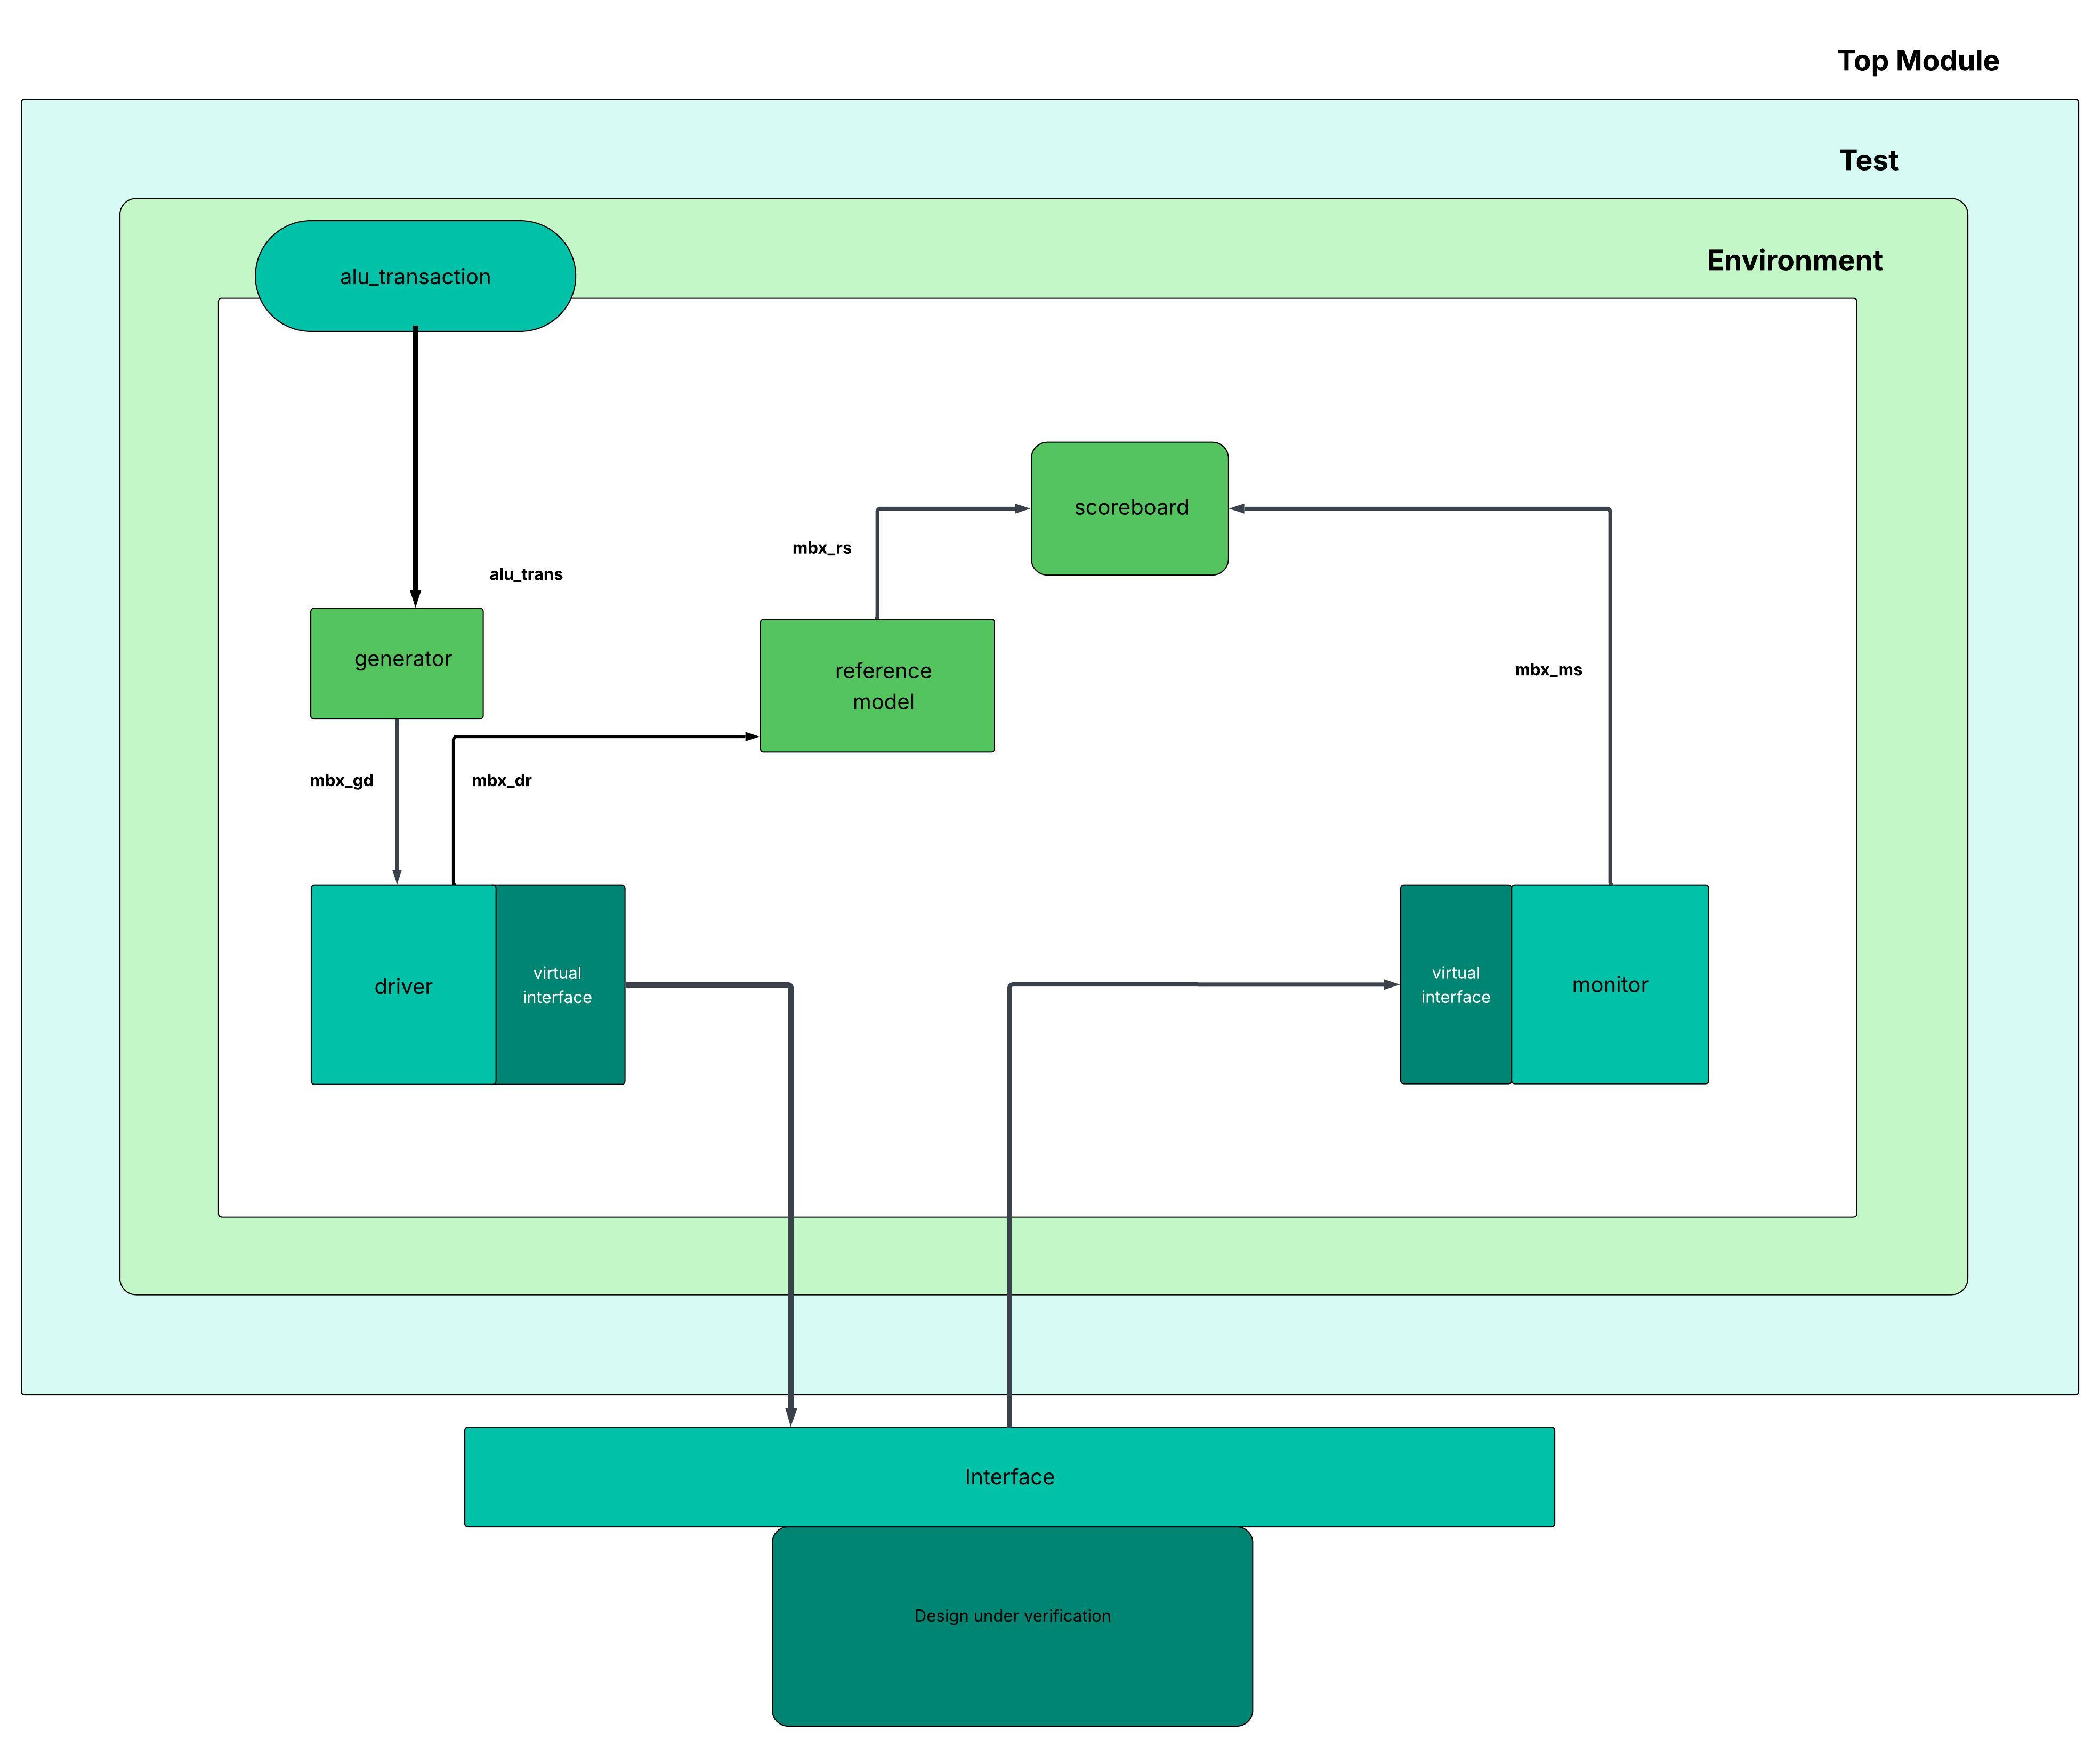 Top Module
Test
Environment
alu_transaction
scoreboard
mbx_rs
alu_trans
generator
reference
model
mbx_ms
mbx_gd
mbx_dr
driver
virtual
interface
virtual
interface
monitor
Interface
Design under verification